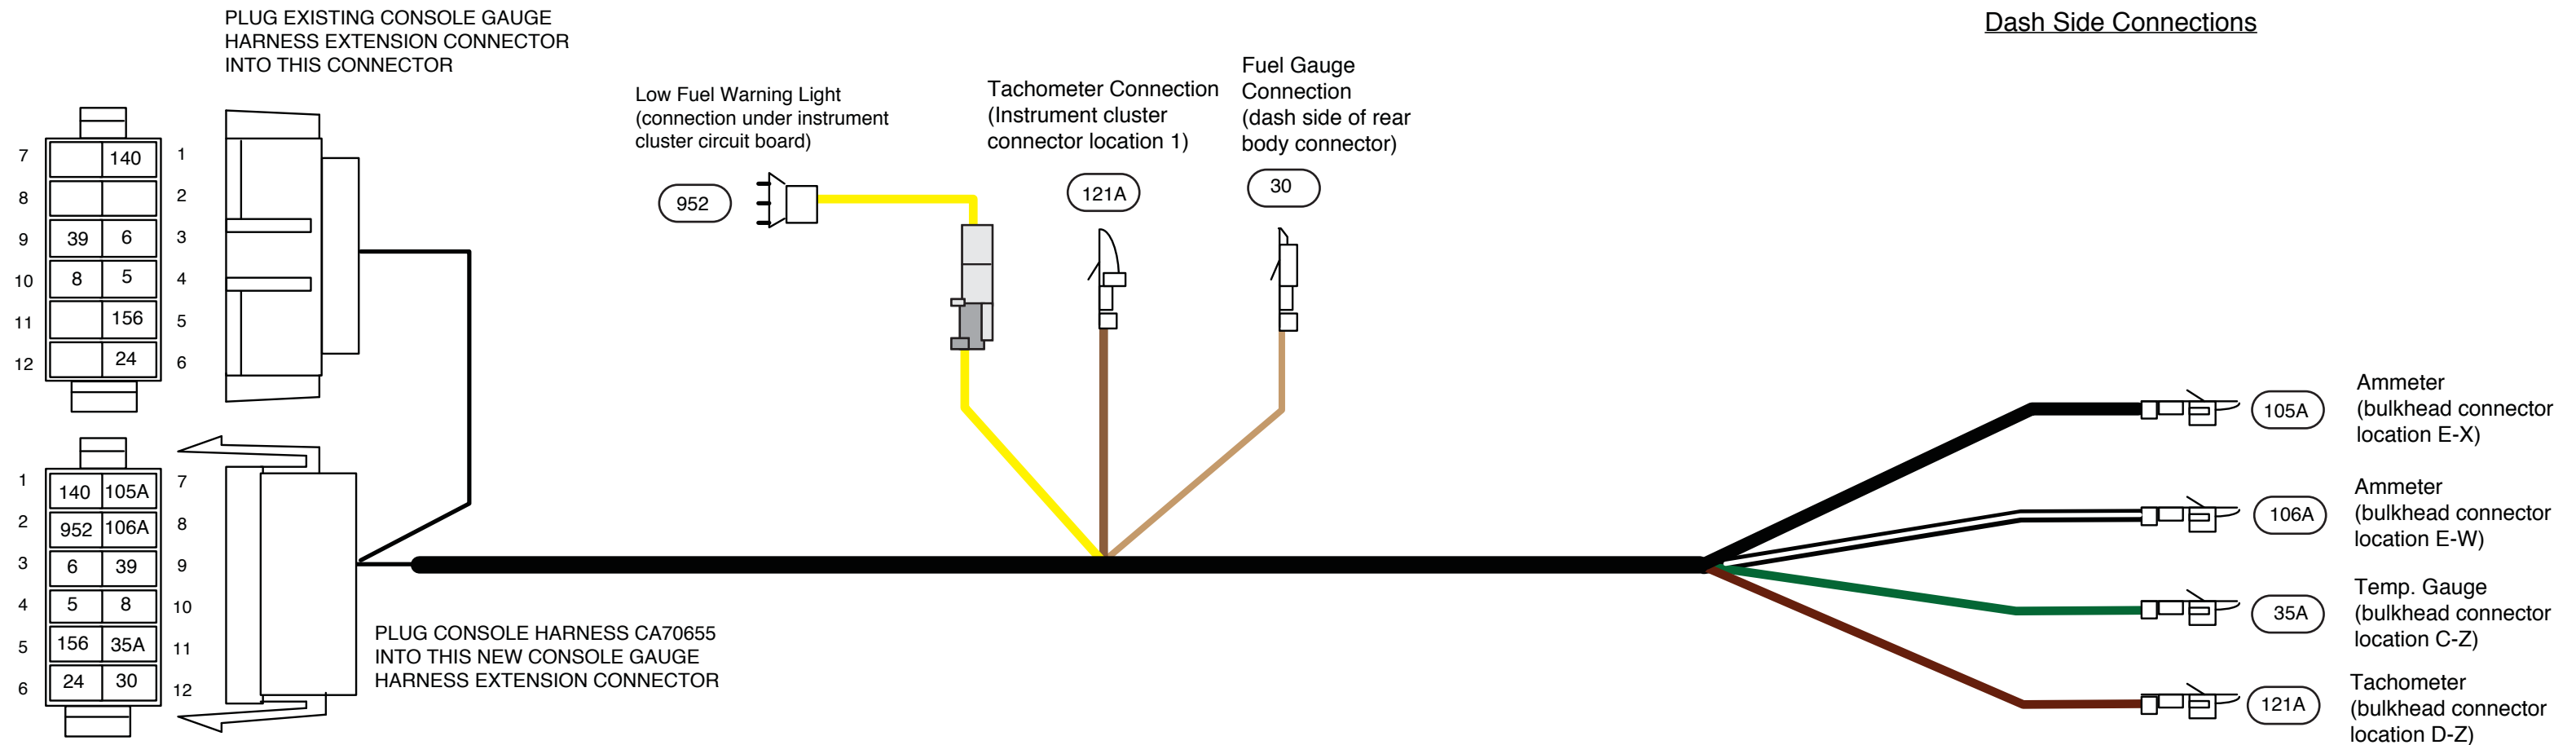 PLUG EXISTING CONSOLE GAUGE
HARNESS EXTENSION CONNECTOR
INTO THIS CONNECTOR
Dash Side Connections
Low Fuel Warning Light
(connection under instrument
cluster circuit board)
952
Tachometer Connection
(Instrument cluster
connector location 1)
121A
Fuel Gauge
Connection
(dash side of rear
body connector)
30
7 140 1
8 2
9 39 6 3
10 8 5 4
11 156 5
12 24 6
1 140 105A 7
2 952 106A 8
3 6 39 9
4 5 8 10
5 156 35A 11
6 24 30 12
PLUG CONSOLE HARNESS CA70655
INTO THIS NEW CONSOLE GAUGE
HARNESS EXTENSION CONNECTOR
105A
Ammeter
(bulkhead connector
location E-X)
106A
Ammeter
(bulkhead connector
location E-W)
35A
Temp. Gauge
(bulkhead connector
location C-Z)
121A
Tachometer
(bulkhead connector
location D-Z)